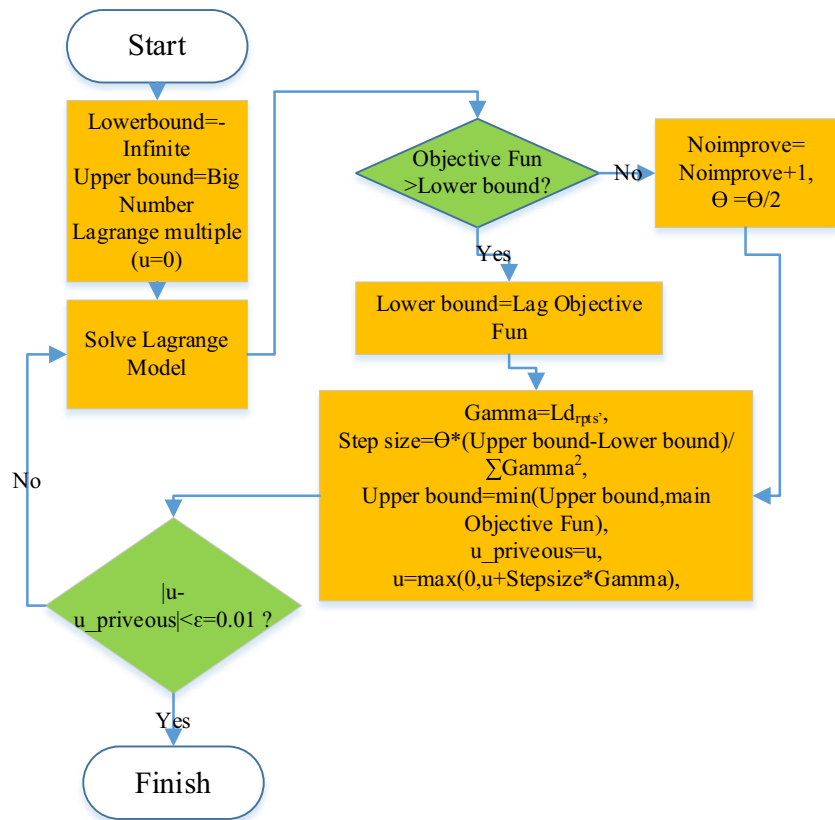 Start
Lowerbound=-
Infinite
Upper bound=Big
Number
Lagrange multiple
(u=0)
Solve Lagrange
Model
Objective Fun
>Lower bound?
No
Noimprove=
Noimprove+1,
Ɵ =Ɵ/2
Yes
Lower bound=Lag Objective
Fun
Gamma=Ld_rpts’,
Step size=Ɵ*(Upper bound-Lower bound)/
∑Gamma²,
Upper bound=min(Upper bound,main
Objective Fun),
u_priveous=u,
u=max(0,u+Stepsize*Gamma),
No
|u-
u_priveous|<ε=0.01 ?
Yes
Finish